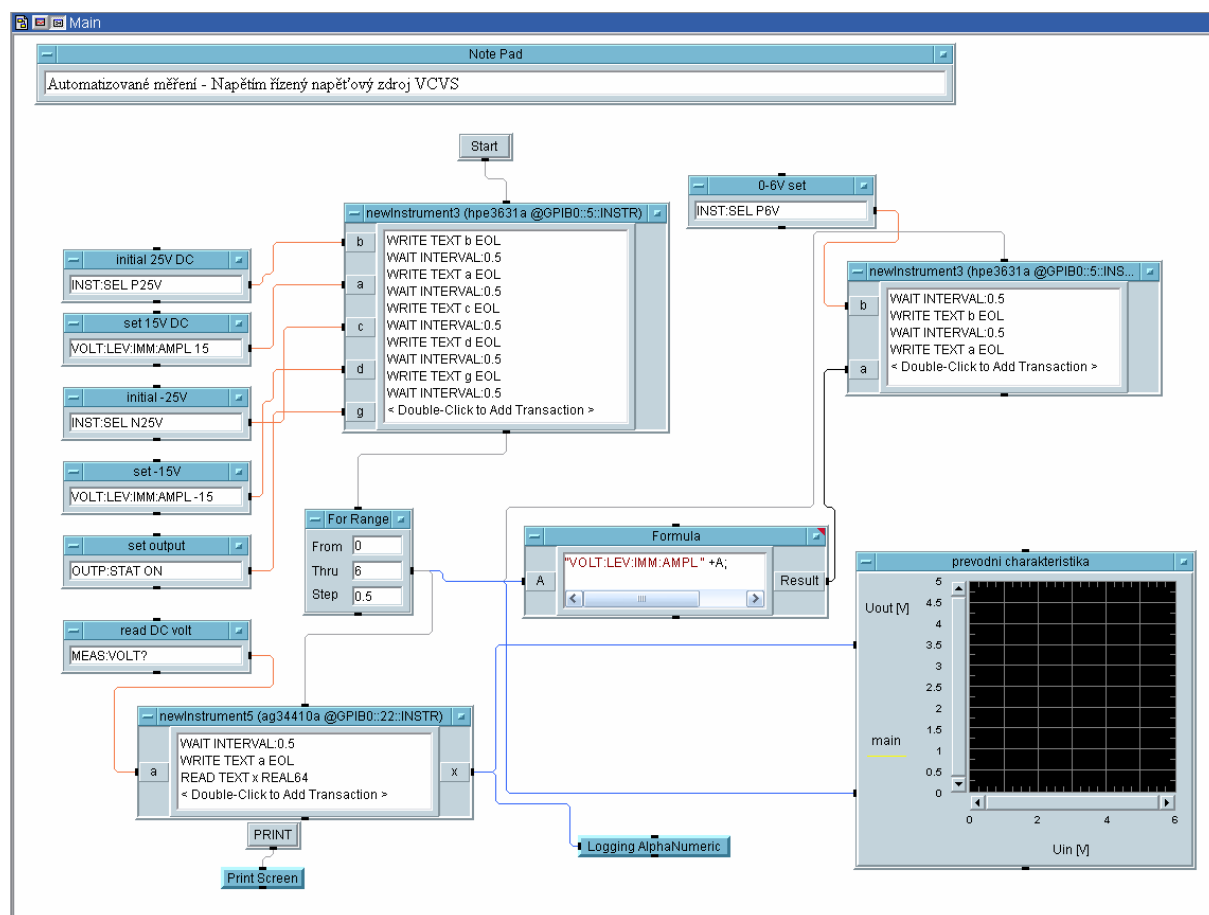 Main
Note Pad
Automatizované měření - Napětím řízený napěťový zdroj VCVS
Start
0-6V set
INST:SEL P6V
newInstrument3 (hpe3631a @GPIB0::5::INSTR)
b
a
c
d
g
WRITE TEXT b EOL
WAIT INTERVAL:0.5
WRITE TEXT a EOL
WAIT INTERVAL:0.5
WRITE TEXT c EOL
WAIT INTERVAL:0.5
WRITE TEXT d EOL
WAIT INTERVAL:0.5
WRITE TEXT g EOL
WAIT INTERVAL:0.5
< Double-Click to Add Transaction >
newInstrument3 (hpe3631a @GPIB0::5::INS...
b
a
WAIT INTERVAL:0.5
WRITE TEXT b EOL
WAIT INTERVAL:0.5
WRITE TEXT a EOL
< Double-Click to Add Transaction >
initial 25V DC
INST:SEL P25V
set 15V DC
VOLT:LEV:IMM:AMPL 15
initial -25V
INST:SEL N25V
set -15V
VOLT:LEV:IMM:AMPL -15
set output
OUTP:STAT ON
read DC volt
MEAS:VOLT?
For Range
From 0
Thru 6
Step 0.5
Formula
A
"VOLT:LEV:IMM:AMPL " +A;
Result
prevodni charakteristika
Uout [V]
main
5
4.5
4
3.5
3
2.5
2
1.5
1
0.5
0
0 2 4 6
Uin [V]
newInstrument5 (ag34410a @GPIB0::22::INSTR)
a
WAIT INTERVAL:0.5
WRITE TEXT a EOL
READ TEXT x REAL64
< Double-Click to Add Transaction >
x
PRINT
Print Screen
Logging AlphaNumeric